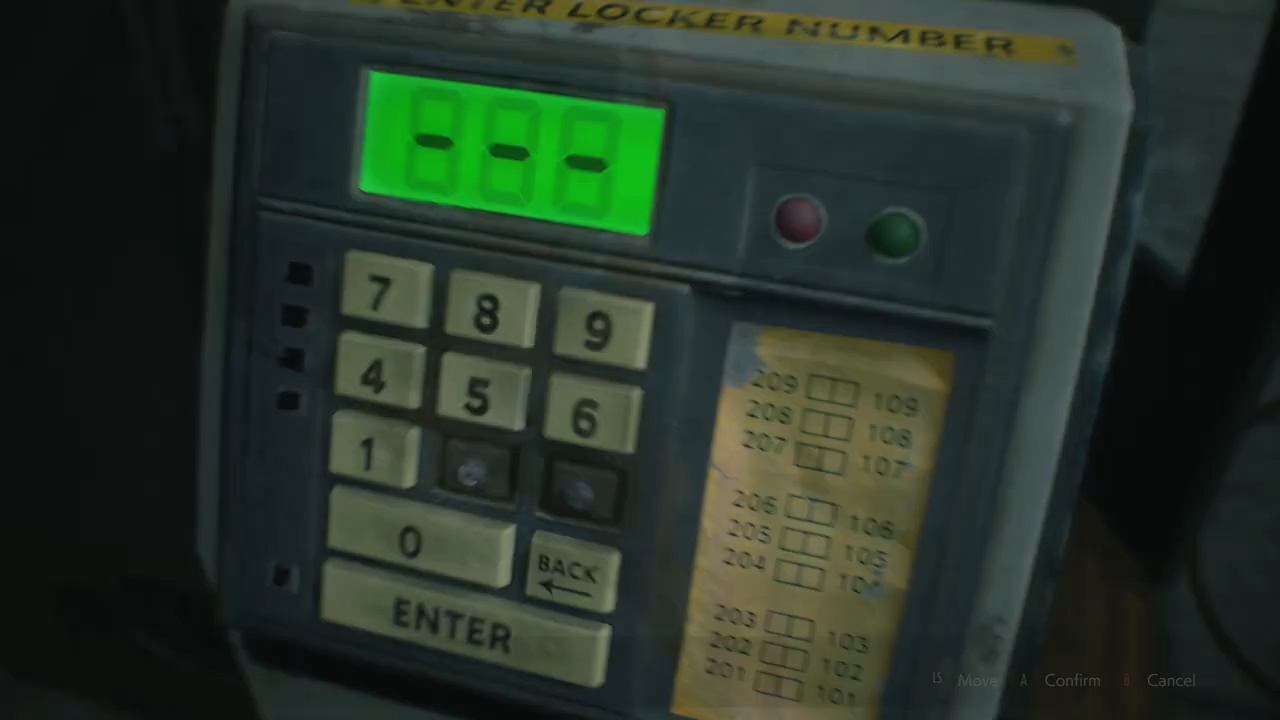 ENTER LOCKER NUMBER
- - -
7 8 9
4 5 6
1
0 BACK
ENTER
209 109
208 108
207 107
206 106
205 105
204 104
203 103
202 102
201 101
LS Move A Confirm B Cancel